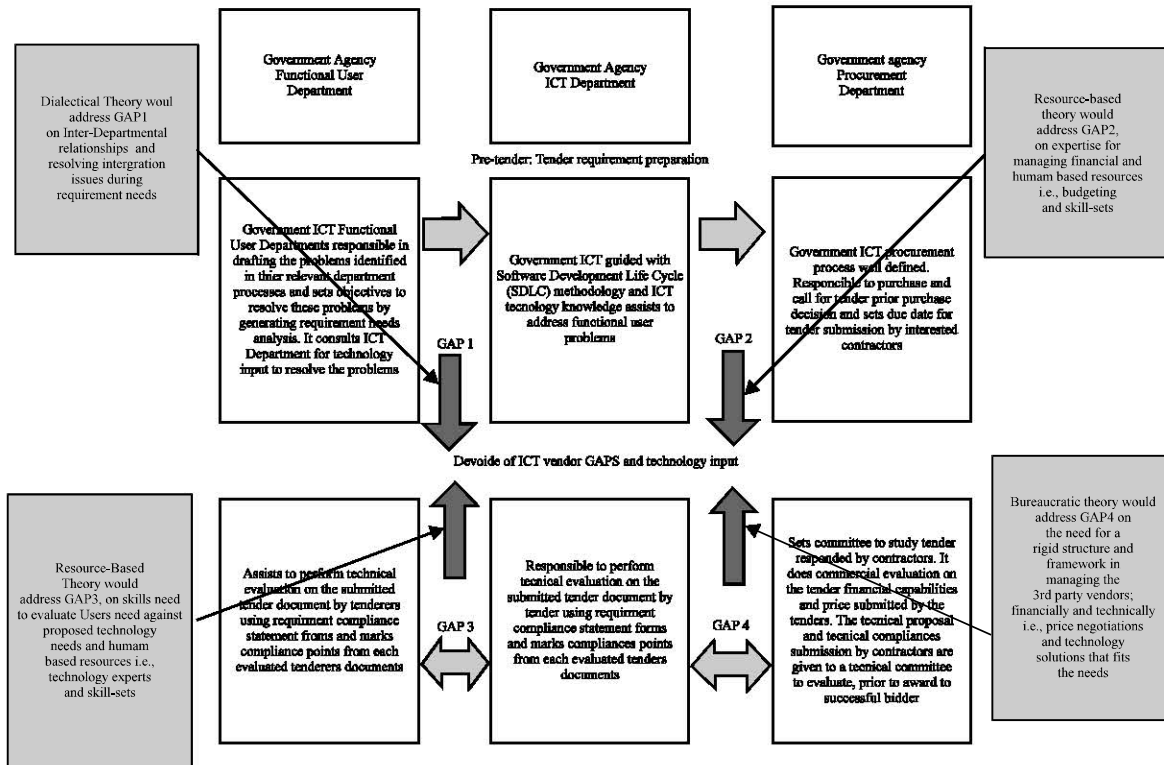 Government Agency
Functional User
Department
Government Agency
ICT Department
Government agency
Procurement
Department
Dialectical Theory woul
address GAP1
on Inter-Departmental
relationships and
resolving intergration
issues during
requirement needs
Resource-based
theory would
address GAP2,
on expertise for
managing financial and
humam based resources
i.e., budgeting
and skill-sets
Pre-tender: Tender requirement preparation
Government ICT Functional
User Departments responsible in
drafting the problems identified
in thier relevant department
processes and sets objectives to
resolve these problems by
generating requirement needs
analysis. It consults ICT
Department for technology
input to resolve the problems
GAP 1
Government ICT guided with
Software Development Life Cycle
(SDLC) methodology and ICT
tecnology knowledge assists to
address functional user
problems
GAP 2
Government ICT procurement
process well defined.
Responcible to purchase and
call for tender prior purchase
decision and sets due date for
tender submission by interested
contractors
Devoide of ICT vendor GAPS and technology input
Resource-Based
Theory would
address GAP3, on skills need
to evaluate Users need against
proposed technology
needs and human
based resources i.e.,
technology experts
and skill-sets
Assists to perform technical
evaluation on the submitted
tender document by tenderers
using requirment compliance
statement froms and marks
compliance points from each
evaluated tenderers documents
GAP 3
Responsible to perform
tecnical evaluation on the
submitted tender document by
tender using requirment
compliance statement forms
and marks compliances points
from each evaluated tenders
documents
GAP 4
Sets committee to study tender
responded by contractors. It
does commercial evaluation on
the tender financial capabilities
and price submitted by the
tenders. The tecnical proposal
and tecnical compliances
submission by contractors are
given to a tecnical committee
to evaluate, prior to award to
successful bidder
Bureaucratic theory would
address GAP4 on
the need for a
rigid structure and
framework in
managing the
3rd party vendors;
financially and technically
i.e., price negotiations
and technology
solutions that fits
the needs